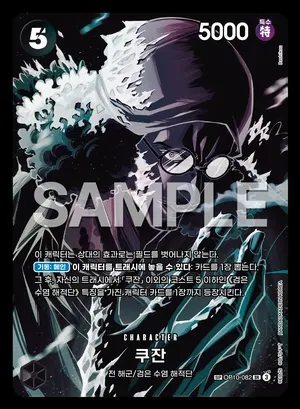 5
5000
특수
特
SAMPLE
이 캐릭터는 상대의 효과로는 필드를 벗어나지 않는다.
기동: 메인 이 캐릭터를 트래시에 놓을 수 있다: 카드를 1장 뽑는다.
그 후, 자신의 트래시에서 「쿠잔」 이외의 코스트 5 이하인 《검은
수염 해적단》 특징을 가진 캐릭터 카드를 1장까지 등장시킨다.
CHARACTER
쿠잔
전 해군/검은 수염 해적단
SP OP10-082 SR 3